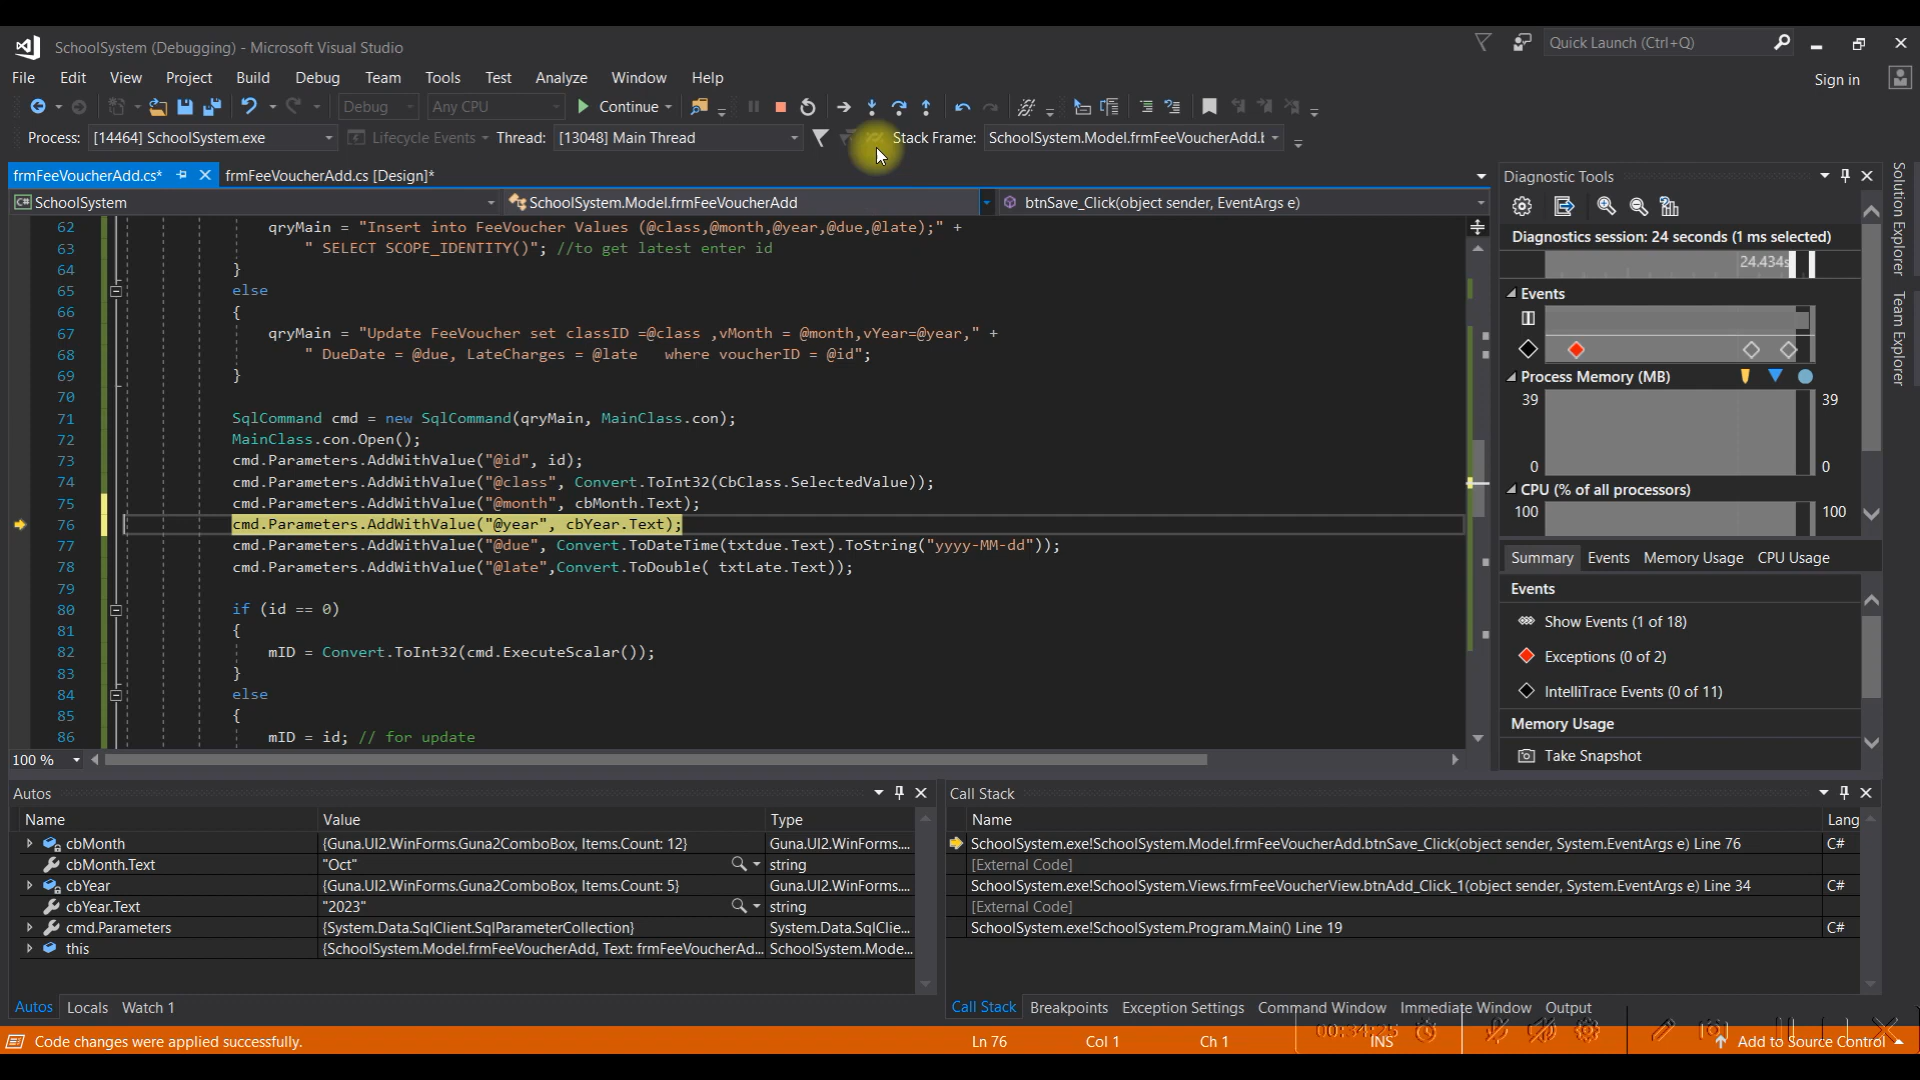 SchoolSystem (Debugging) - Microsoft Visual Studio
Quick Launch (Ctrl+Q)
File Edit View Project Build Debug Team Tools Test Analyze Window Help
Sign in
Debug Any CPU Continue
Process: [14464] SchoolSystem.exe Lifecycle Events Thread: [13048] Main Thread Stack Frame: SchoolSystem.Model.frmFeeVoucherAdd.b
frmFeeVoucherAdd.cs* frmFeeVoucherAdd.cs [Design]*
SchoolSystem SchoolSystem.Model.frmFeeVoucherAdd btnSave_Click(object sender, EventArgs e)
62 qryMain = "Insert into FeeVoucher Values (@class,@month,@year,@due,@late);" +
63 " SELECT SCOPE_IDENTITY()"; //to get latest enter id
64 }
65 else
66 {
67 qryMain = "Update FeeVoucher set classID =@class ,vMonth = @month,vYear=@year," +
68 " DueDate = @due, LateCharges = @late   where voucherID = @id";
69 }
70
71 SqlCommand cmd = new SqlCommand(qryMain, MainClass.con);
72 MainClass.con.Open();
73 cmd.Parameters.AddWithValue("@id", id);
74 cmd.Parameters.AddWithValue("@class", Convert.ToInt32(CbClass.SelectedValue));
75 cmd.Parameters.AddWithValue("@month", cbMonth.Text);
76 cmd.Parameters.AddWithValue("@year", cbYear.Text);
77 cmd.Parameters.AddWithValue("@due", Convert.ToDateTime(txtdue.Text).ToString("yyyy-MM-dd"));
78 cmd.Parameters.AddWithValue("@late",Convert.ToDouble( txtLate.Text));
79
80 if (id == 0)
81 {
82 mID = Convert.ToInt32(cmd.ExecuteScalar());
83 }
84 else
85 {
86 mID = id; // for update
100 %
Diagnostic Tools
Diagnostics session: 24 seconds (1 ms selected)
24.434s
Events
Process Memory (MB)
39 39
0 0
CPU (% of all processors)
100 100
Summary Events Memory Usage CPU Usage
Events
Show Events (1 of 18)
Exceptions (0 of 2)
IntelliTrace Events (0 of 11)
Memory Usage
Take Snapshot
Solution Explorer
Team Explorer
Autos
Name Value Type
cbMonth {Guna.UI2.WinForms.Guna2ComboBox, Items.Count: 12} Guna.UI2.WinForms....
cbMonth.Text "Oct" string
cbYear {Guna.UI2.WinForms.Guna2ComboBox, Items.Count: 5} Guna.UI2.WinForms....
cbYear.Text "2023" string
cmd.Parameters {System.Data.SqlClient.SqlParameterCollection} System.Data.SqlClie...
this {SchoolSystem.Model.frmFeeVoucherAdd, Text: frmFeeVoucherAd... SchoolSystem.Mode...
Autos Locals Watch 1
Call Stack
Name Lang
SchoolSystem.exe!SchoolSystem.Model.frmFeeVoucherAdd.btnSave_Click(object sender, System.EventArgs e) Line 76 C#
[External Code]
SchoolSystem.exe!SchoolSystem.Views.frmFeeVoucherView.btnAdd_Click_1(object sender, System.EventArgs e) Line 34 C#
[External Code]
SchoolSystem.exe!SchoolSystem.Program.Main() Line 19 C#
Call Stack Breakpoints Exception Settings Command Window Immediate Window Output
Code changes were applied successfully.
Ln 76 Col 1 Ch 1 INS
00:34:25
Add to Source Control